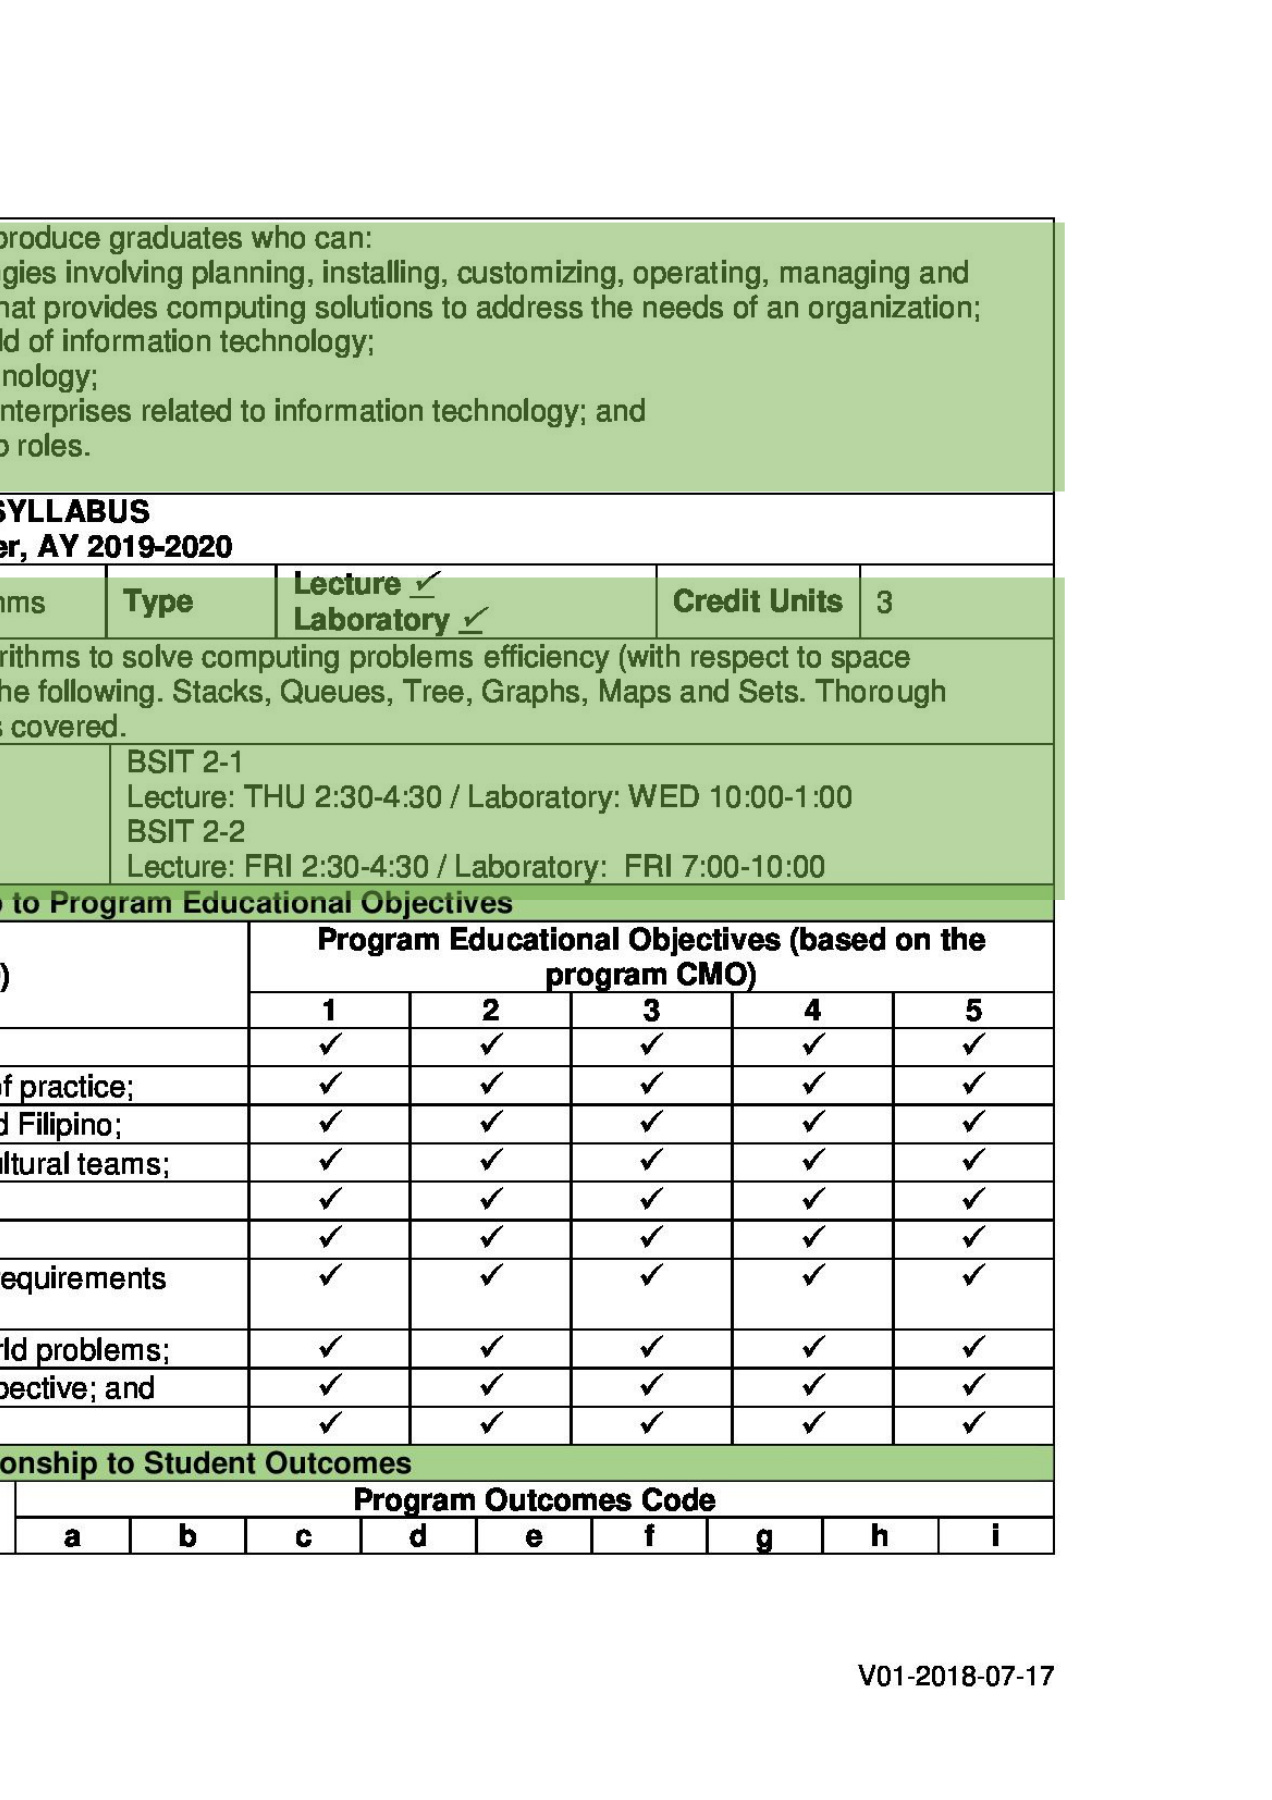 produce graduates who can:
gies involving planning, installing, customizing, operating, managing and
hat provides computing solutions to address the needs of an organization;
ld of information technology;
nology;
nterprises related to information technology; and
o roles.
SYLLABUS
er, AY 2019-2020
hms Type Lecture ✓ Credit Units 3
Laboratory ✓
rithms to solve computing problems efficiency (with respect to space
he following. Stacks, Queues, Tree, Graphs, Maps and Sets. Thorough
s covered.
BSIT 2-1
Lecture: THU 2:30-4:30 / Laboratory: WED 10:00-1:00
BSIT 2-2
Lecture: FRI 2:30-4:30 / Laboratory: FRI 7:00-10:00
p to Program Educational Objectives
Program Educational Objectives (based on the
) program CMO)
1 2 3 4 5
✓ ✓ ✓ ✓ ✓
of practice; ✓ ✓ ✓ ✓ ✓
d Filipino; ✓ ✓ ✓ ✓ ✓
ultural teams; ✓ ✓ ✓ ✓ ✓
✓ ✓ ✓ ✓ ✓
✓ ✓ ✓ ✓ ✓
requirements ✓ ✓ ✓ ✓ ✓
rld problems; ✓ ✓ ✓ ✓ ✓
pective; and ✓ ✓ ✓ ✓ ✓
✓ ✓ ✓ ✓ ✓
onship to Student Outcomes
Program Outcomes Code
a b c d e f g h i
V01-2018-07-17